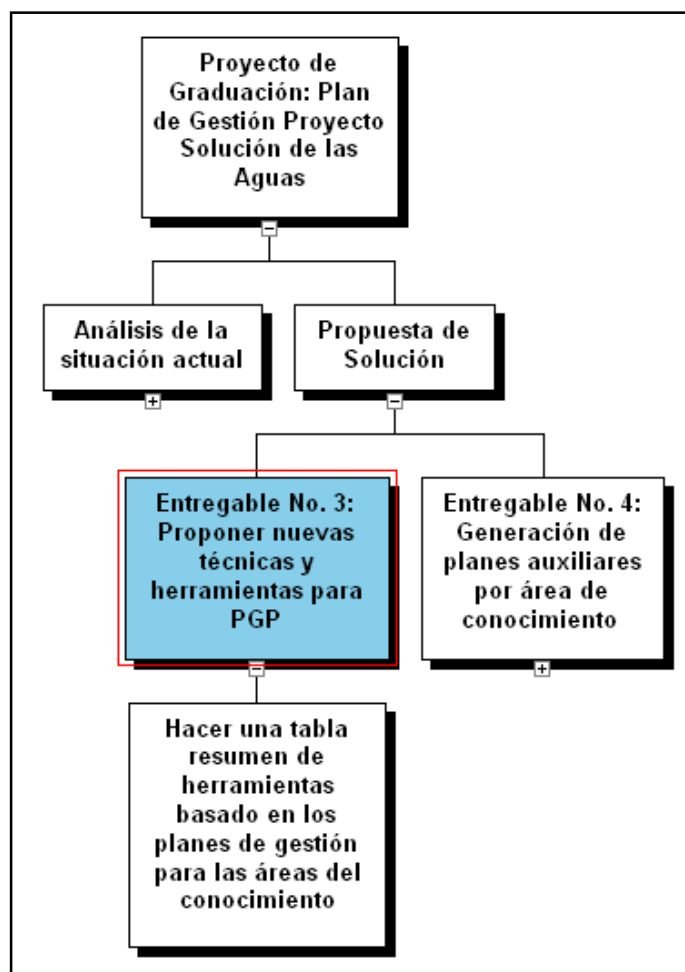 Proyecto de
Graduación: Plan
de Gestión Proyecto
Solución de las
Aguas
Análisis de la
situación actual
Propuesta de
Solución
Entregable No. 3:
Proponer nuevas
técnicas y
herramientas para
PGP
Entregable No. 4:
Generación de
planes auxiliares
por área de
conocimiento
Hacer una tabla
resumen de
herramientas
basado en los
planes de gestión
para las áreas del
conocimiento